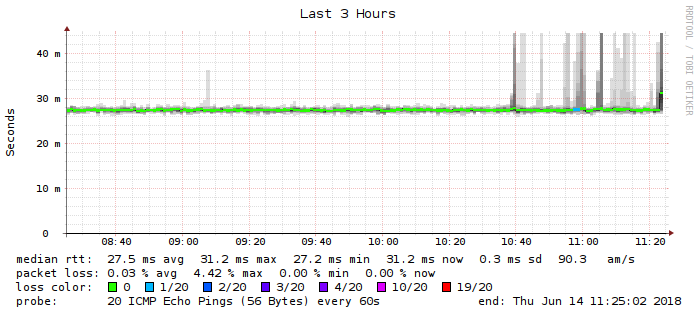 Last 3 Hours
RRDTOOL / TOBI OETIKER
Seconds
40 m
30 m
20 m
10 m
0
08:40 09:00 09:20 09:40 10:00 10:20 10:40 11:00 11:20
median rtt: 27.5 ms avg 31.2 ms max 27.2 ms min 31.2 ms now 0.3 ms sd 90.3 am/s
packet loss: 0.03 % avg 4.42 % max 0.00 % min 0.00 % now
loss color: 0 1/20 2/20 3/20 4/20 10/20 19/20
probe: 20 ICMP Echo Pings (56 Bytes) every 60s end: Thu Jun 14 11:25:02 2018